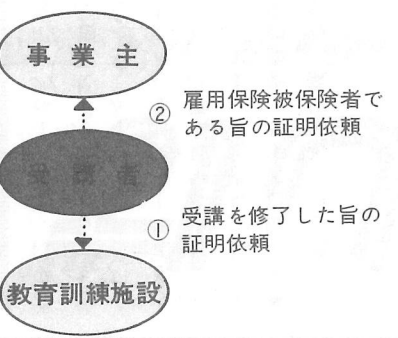 事業主
② 雇用保険被保険者で
ある旨の証明依頼
受講者
① 受講を修了した旨の
証明依頼
教育訓練施設